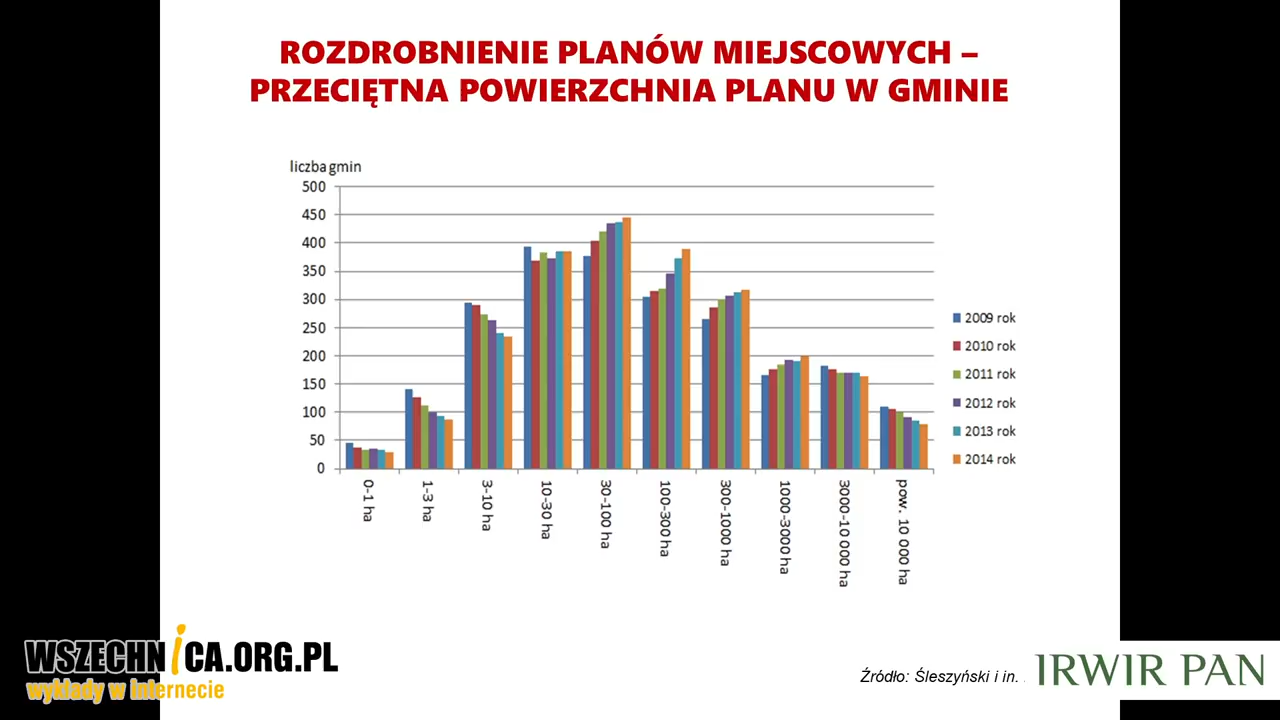 ROZDROBNIENIE PLANÓW MIEJSCOWYCH –
PRZECIĘTNA POWIERZCHNIA PLANU W GMINIE
liczba gmin
500
450
400
350
300
250
200
150
100
50
0
0-1 ha
1-3 ha
3-10 ha
10-30 ha
30-100 ha
100-300 ha
300-1000 ha
1000-3000 ha
3000-10 000 ha
pow. 10 000 ha
2009 rok
2010 rok
2011 rok
2012 rok
2013 rok
2014 rok
WSZECHNICA.ORG.PL
wykłady w internecie
Źródło: Śleszyński i in.
IRWIR PAN